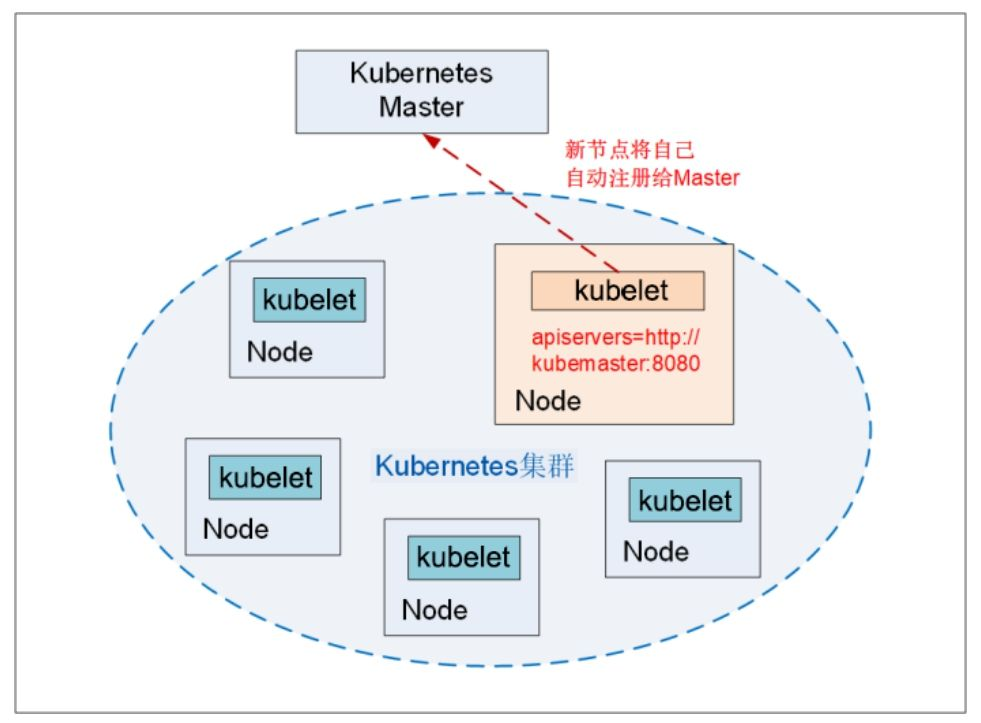 Kubernetes
Master
新节点将自己
自动注册给Master
kubelet
Node
kubelet
apiservers=http://
kubemaster:8080
Node
Kubernetes集群
kubelet
Node
kubelet
Node
kubelet
Node